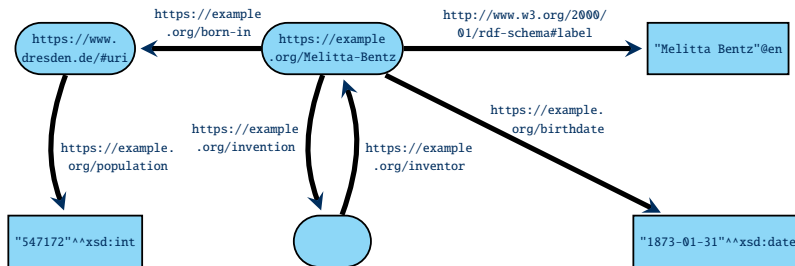 https://example
.org/born-in
http://www.w3.org/2000/
01/rdf-schema#label
https://www.
dresden.de/#uri
https://example
.org/Melitta-Bentz
"Melitta Bentz"@en
https://example.
org/population
https://example
.org/invention
https://example
.org/inventor
https://example.
org/birthdate
"547172"^^xsd:int
"1873-01-31"^^xsd:date